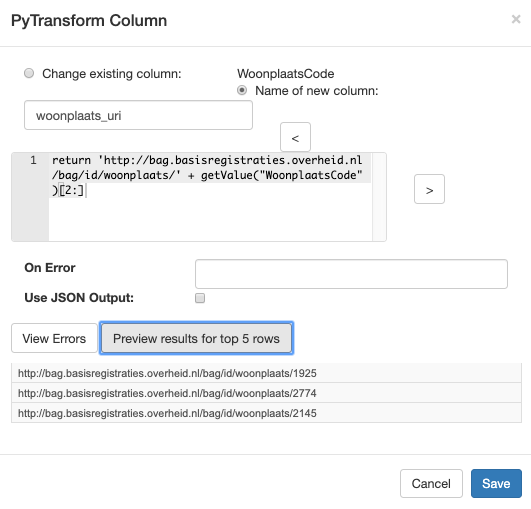 PyTransform Column
×
Change existing column:
WoonplaatsCode
Name of new column:
woonplaats_uri
<
1
return 'http://bag.basisregistraties.overheid.nl
/bag/id/woonplaats/' + getValue("WoonplaatsCode"
)[2:]
>
On Error
Use JSON Output:
View Errors
Preview results for top 5 rows
http://bag.basisregistraties.overheid.nl/bag/id/woonplaats/1925
http://bag.basisregistraties.overheid.nl/bag/id/woonplaats/2774
http://bag.basisregistraties.overheid.nl/bag/id/woonplaats/2145
Cancel
Save